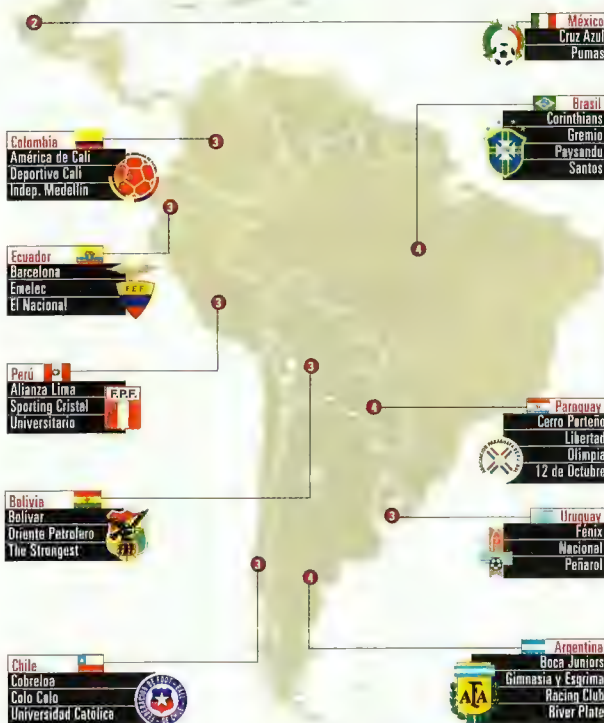 2
México
Cruz Azul
Pumas
Brasil
Corinthians
Gremio
Paysandu
Santos
4
Colombia
América de Cali
Deportivo Cali
Indep. Medellín
3
Ecuador
Barcelona
Emelec
El Nacional
F.E.F.
3
Perú
Alianza Lima
Sporting Cristal
Universitario
F.P.F.
3
Paraguay
Cerro Porteño
Libertad
Olimpia
12 de Octubre
4
Bolivia
Bolívar
Oriente Petrolero
The Strongest
3
Uruguay
Fénix
Nacional
Peñarol
3
Chile
Cobreloa
Colo Colo
Universidad Católica
3
Argentina
Boca Juniors
Gimnasia y Esgrima
Racing Club
River Plate
AFA
4